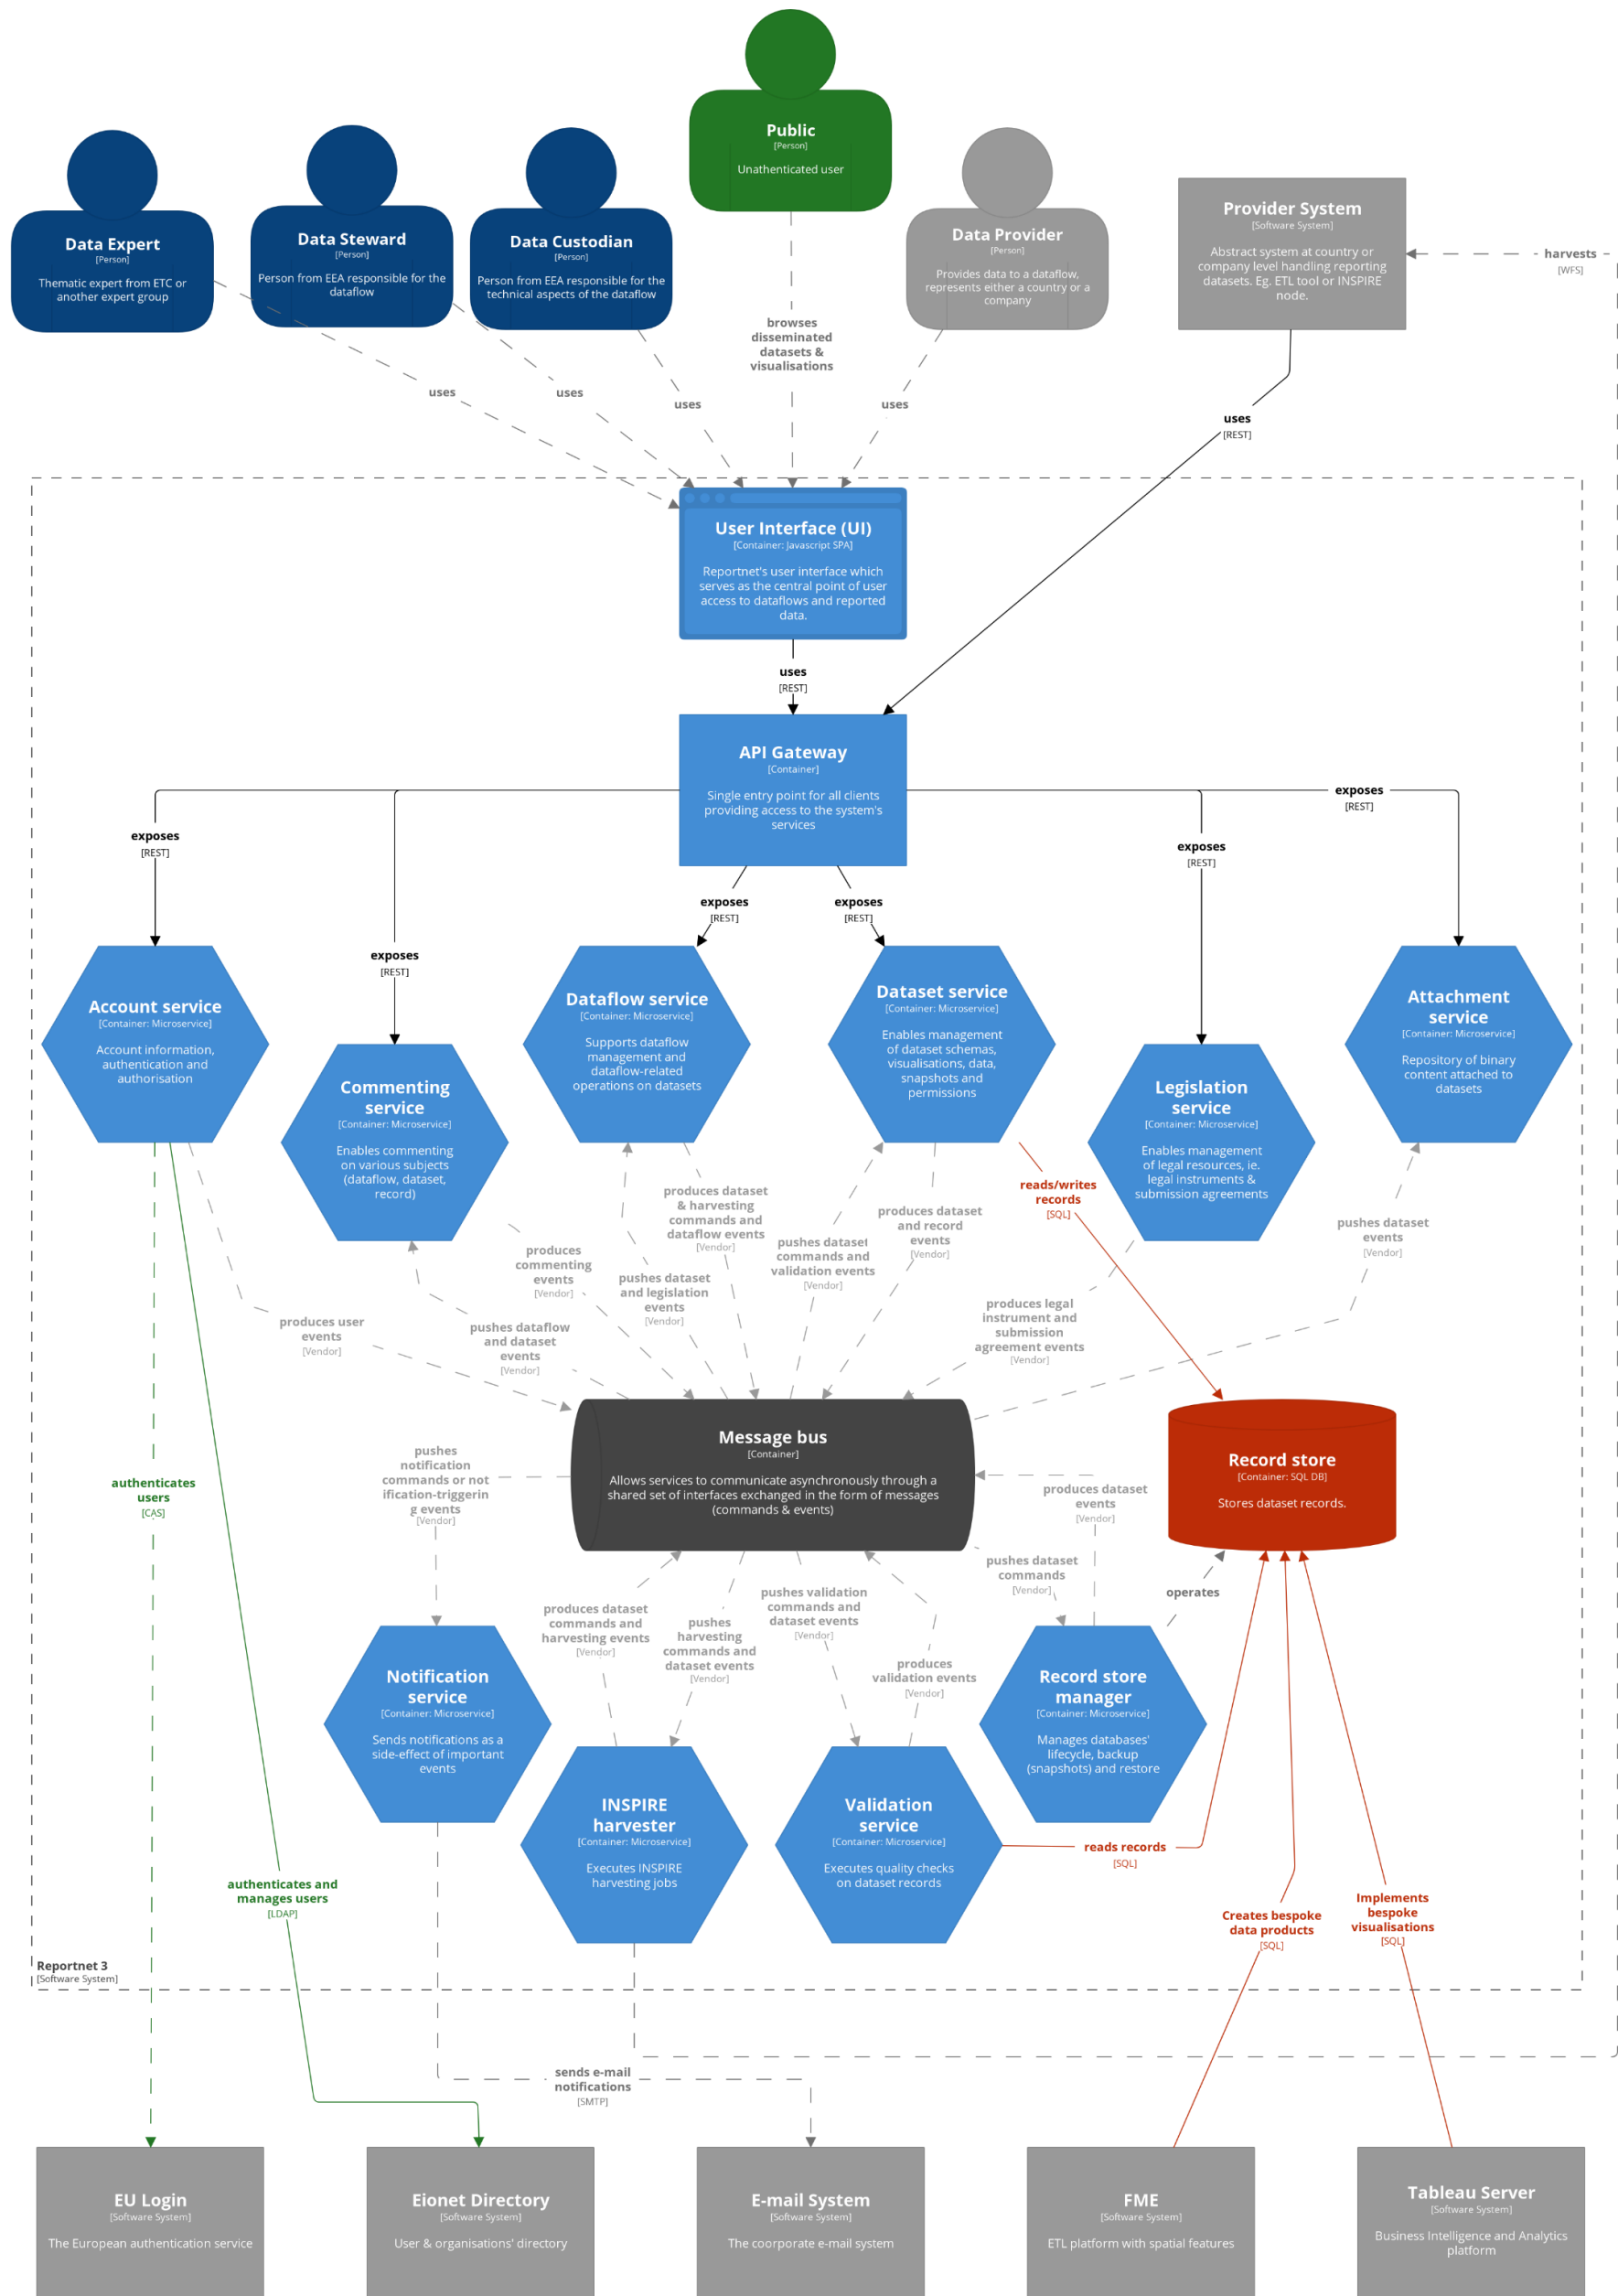 Public
[Person]
Unathenticated user
Data Expert
[Person]
Thematic expert from ETC or
another expert group
Data Steward
[Person]
Person from EEA responsible for the
dataflow
Data Custodian
[Person]
Person from EEA responsible for the
technical aspects of the dataflow
Data Provider
[Person]
Provides data to a dataflow,
represents either a country or a
company
Provider System
[Software System]
Abstract system at country or
company level handling reporting
datasets. Eg. ETL tool or INSPIRE
node.
harvests
[WFS]
browses
disseminated
datasets &
visualisations
uses
uses
uses
uses
uses
[REST]
User Interface (UI)
[Container: Javascript SPA]
Reportnet's user interface which
serves as the central point of user
access to dataflows and reported
data.
uses
[REST]
API Gateway
[Container]
Single entry point for all clients
providing access to the system's
services
exposes
[REST]
exposes
[REST]
exposes
[REST]
exposes
[REST]
exposes
[REST]
exposes
[REST]
Account service
[Container: Microservice]
Account information,
authentication and
authorisation
Commenting
service
[Container: Microservice]
Enables commenting
on various subjects
(dataflow, dataset,
record)
Dataflow service
[Container: Microservice]
Supports dataflow
management and
dataflow-related
operations on datasets
Dataset service
[Container: Microservice]
Enables management
of dataset schemas,
visualisations, data,
snapshots and
permissions
Legislation
service
[Container: Microservice]
Enables management
of legal resources, ie.
legal instruments &
submission agreements
Attachment
service
[Container: Microservice]
Repository of binary
content attached to
datasets
produces user
events
[Vendor]
pushes dataflow
and dataset
events
[Vendor]
produces
commenting
events
[Vendor]
pushes dataset
and legislation
events
[Vendor]
produces dataset
& harvesting
commands and
dataflow events
[Vendor]
pushes dataset
commands and
validation events
[Vendor]
produces dataset
and record
events
[Vendor]
reads/writes
records
[SQL]
produces legal
instrument and
submission
agreement events
[Vendor]
pushes dataset
events
[Vendor]
Message bus
[Container]
Allows services to communicate asynchronously through a
shared set of interfaces exchanged in the form of messages
(commands & events)
Record store
[Container: SQL DB]
Stores dataset records.
authenticates
users
[CAS]
pushes
notification
commands or not
ification-triggerin
g events
[Vendor]
produces dataset
commands and
harvesting events
[Vendor]
pushes
harvesting
commands and
dataset events
[Vendor]
pushes validation
commands and
dataset events
[Vendor]
produces
validation events
[Vendor]
pushes dataset
commands
[Vendor]
produces dataset
events
[Vendor]
operates
Notification
service
[Container: Microservice]
Sends notifications as a
side-effect of important
events
INSPIRE
harvester
[Container: Microservice]
Executes INSPIRE
harvesting jobs
Validation
service
[Container: Microservice]
Executes quality checks
on dataset records
Record store
manager
[Container: Microservice]
Manages databases'
lifecycle, backup
(snapshots) and restore
reads records
[SQL]
authenticates and
manages users
[LDAP]
Creates bespoke
data products
[SQL]
Implements
bespoke
visualisations
[SQL]
Reportnet 3
[Software System]
sends e-mail
notifications
[SMTP]
EU Login
[Software System]
The European authentication service
Eionet Directory
[Software System]
User & organisations' directory
E-mail System
[Software System]
The coorporate e-mail system
FME
[Software System]
ETL platform with spatial features
Tableau Server
[Software System]
Business Intelligence and Analytics
platform